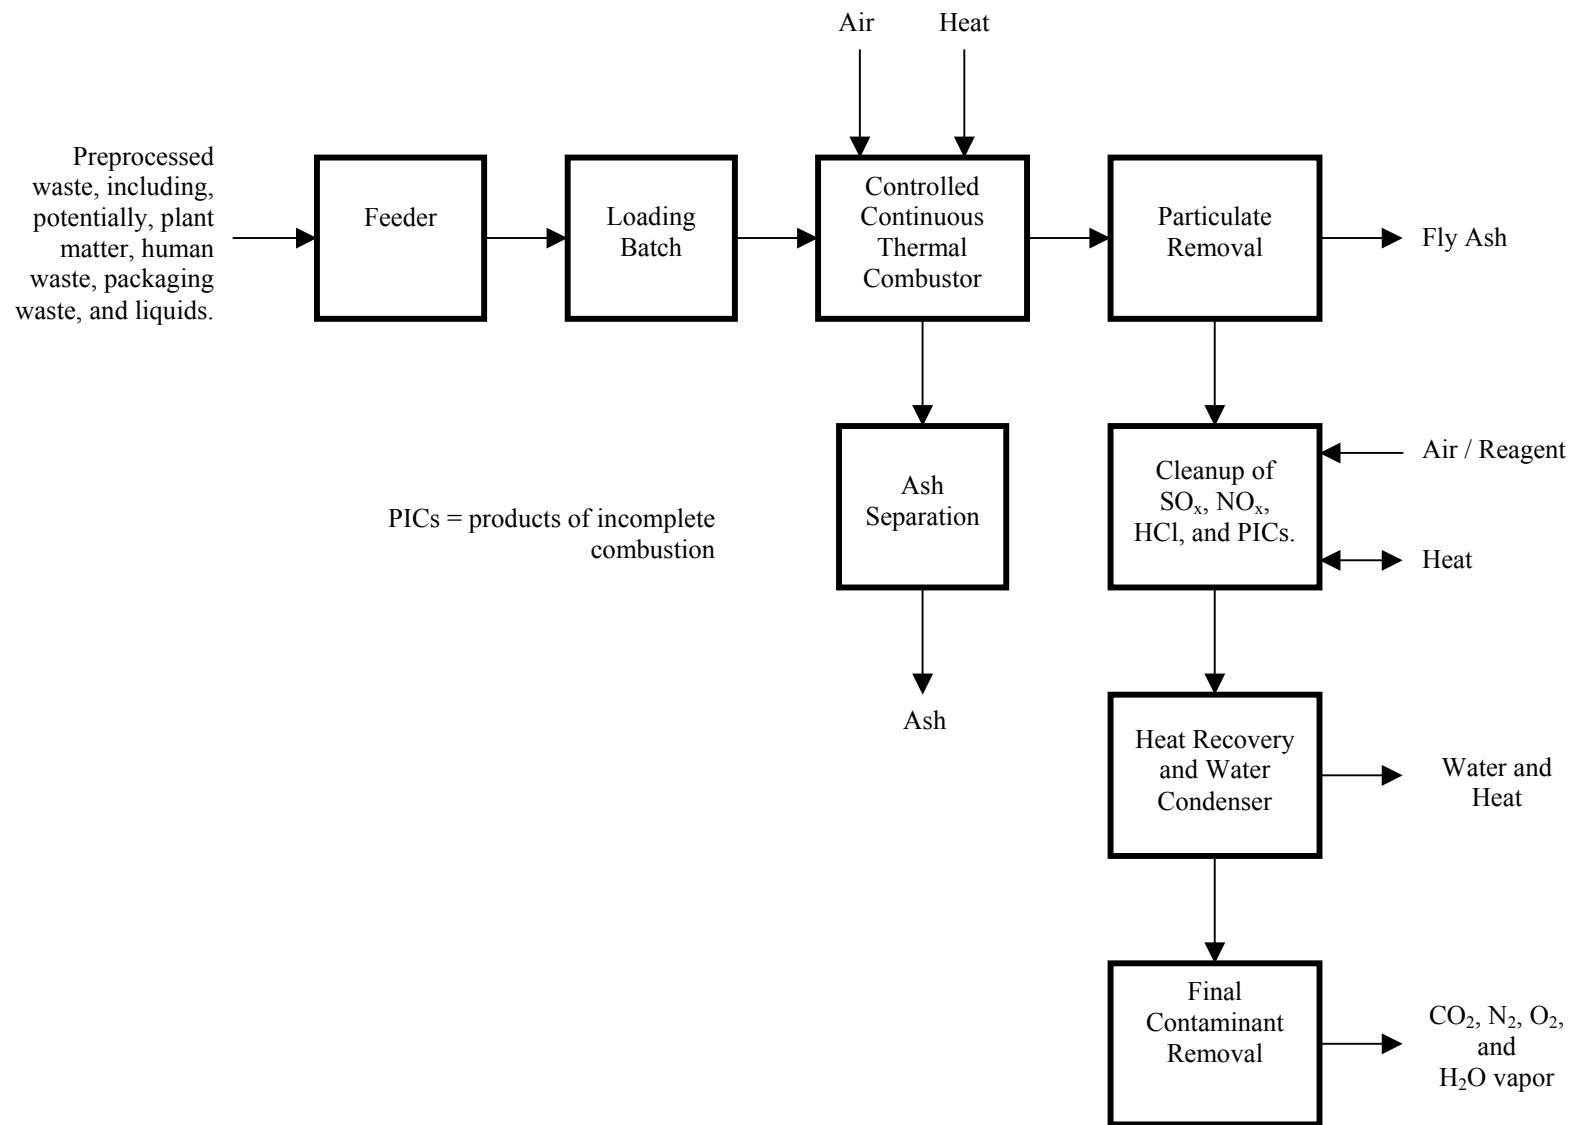 Air
Heat
Preprocessed
waste, including,
potentially, plant
matter, human
waste, packaging
waste, and liquids.
Feeder
Loading
Batch
Controlled
Continuous
Thermal
Combustor
Particulate
Removal
Fly Ash
Ash
Separation
PICs = products of incomplete
combustion
Cleanup of
SOₓ, NOₓ,
HCl, and PICs.
Air / Reagent
Heat
Ash
Heat Recovery
and Water
Condenser
Water and
Heat
Final
Contaminant
Removal
CO₂, N₂, O₂,
and
H₂O vapor